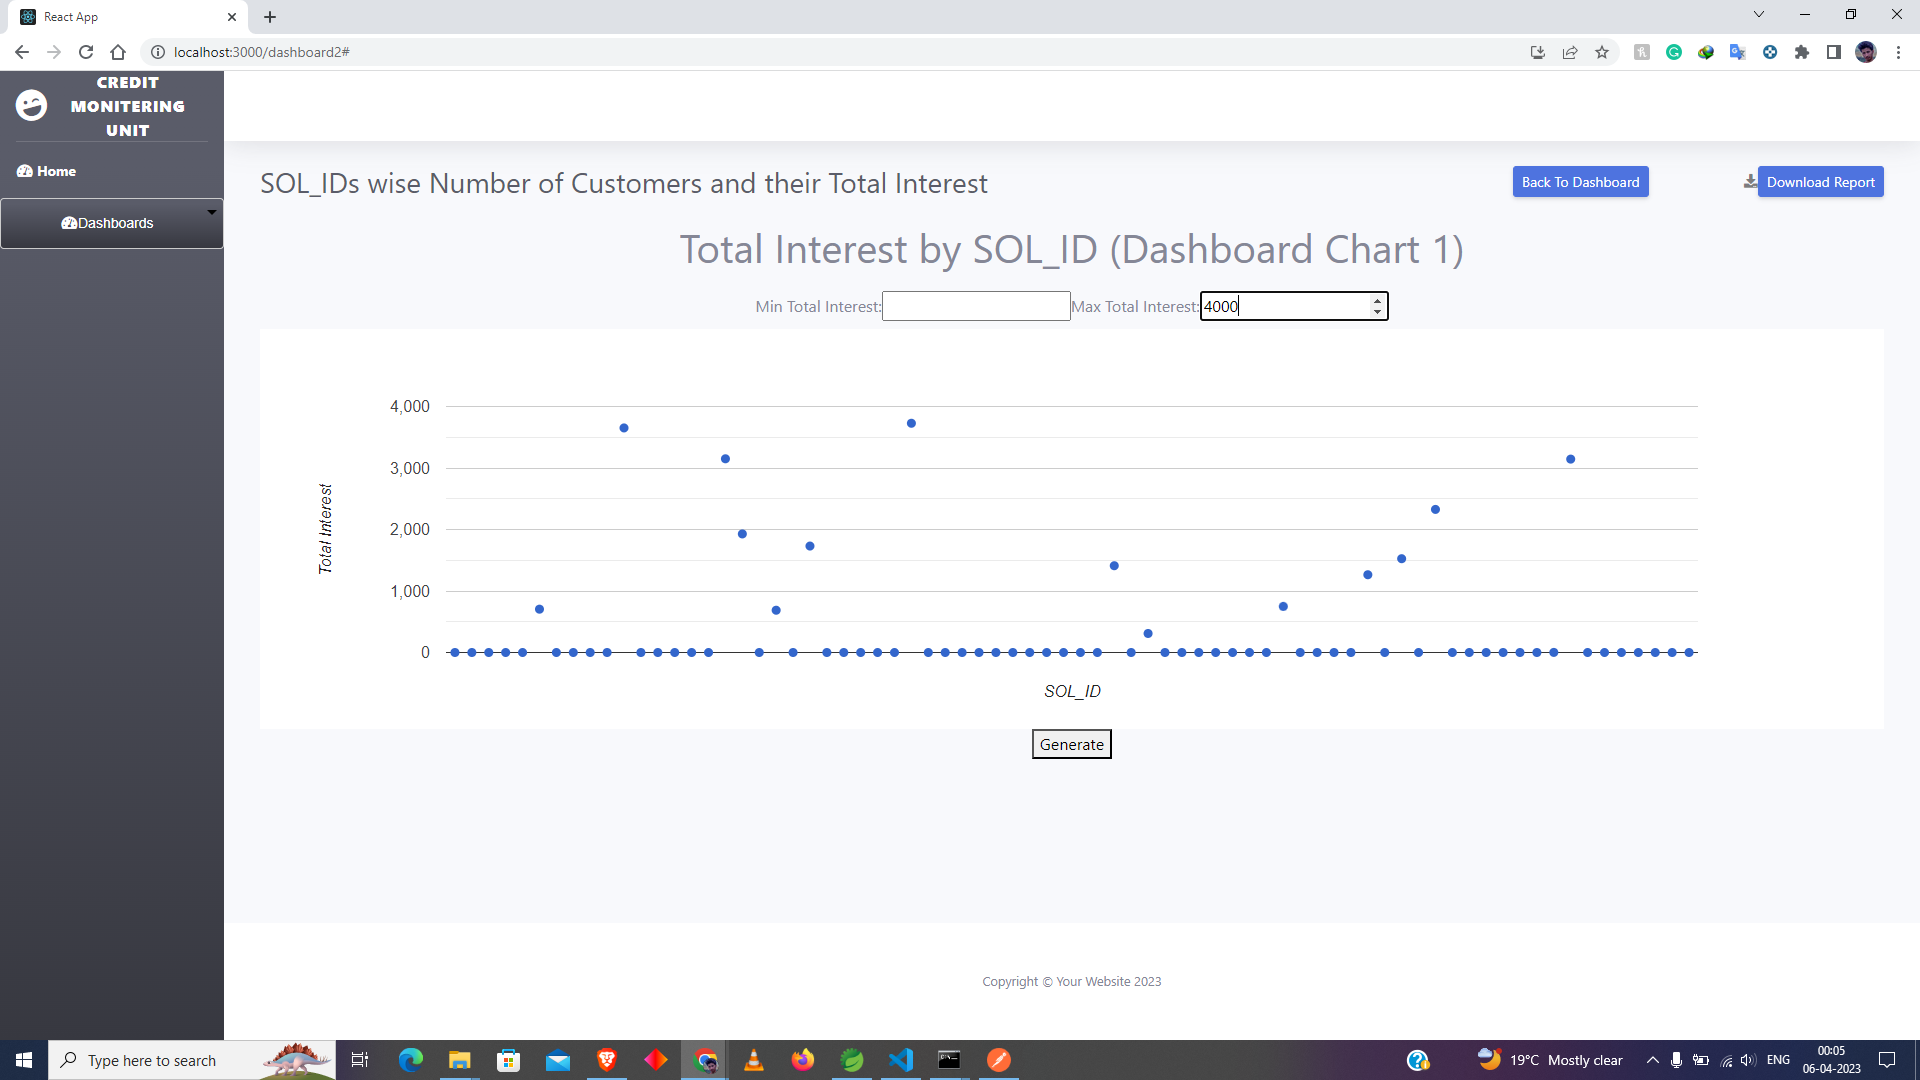 React App
localhost:3000/dashboard2#
CREDIT
MONITERING
UNIT
Home
Dashboards
SOL_IDs wise Number of Customers and their Total Interest
Back To Dashboard
Download Report
Total Interest by SOL_ID (Dashboard Chart 1)
Min Total Interest:
Max Total Interest:
4000
4,000
3,000
2,000
1,000
0
Total Interest
SOL_ID
Generate
Copyright © Your Website 2023
Type here to search
19°C Mostly clear
ENG
00:05
06-04-2023